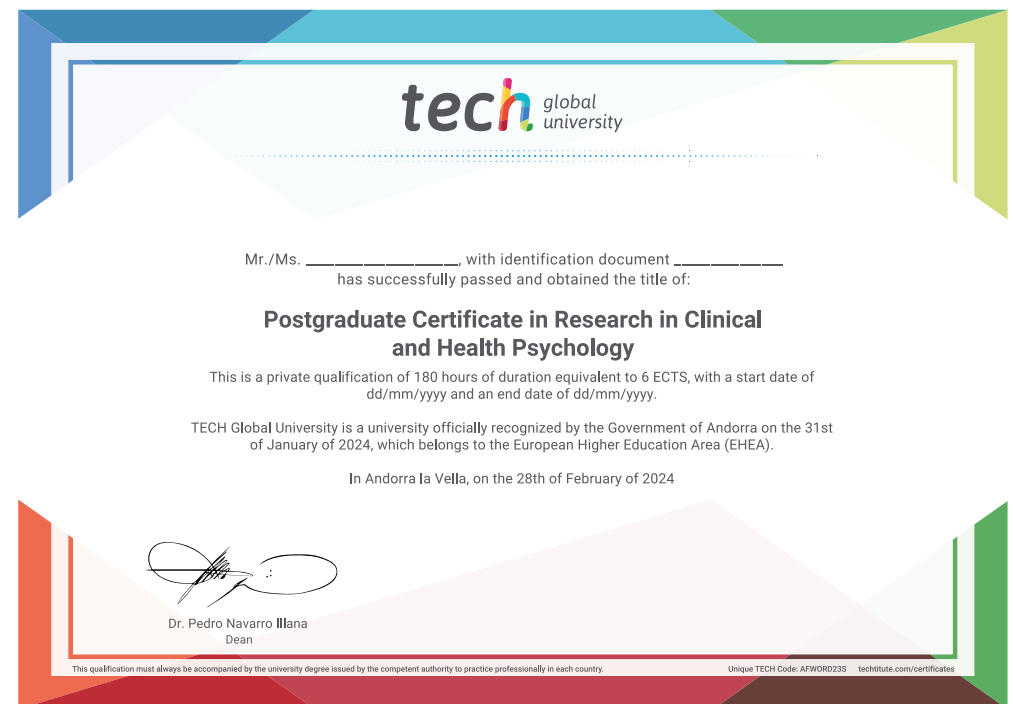 tech global university
Mr./Ms. __________________, with identification document _____________
has successfully passed and obtained the title of:
Postgraduate Certificate in Research in Clinical
and Health Psychology
This is a private qualification of 180 hours of duration equivalent to 6 ECTS, with a start date of
dd/mm/yyyy and an end date of dd/mm/yyyy.
TECH Global University is a university officially recognized by the Government of Andorra on the 31st
of January of 2024, which belongs to the European Higher Education Area (EHEA).
In Andorra la Vella, on the 28th of February of 2024
Dr. Pedro Navarro Illana
Dean
This qualification must always be accompanied by the university degree issued by the competent authority to practice professionally in each country.
Unique TECH Code: AFWORD23S techtitute.com/certificates